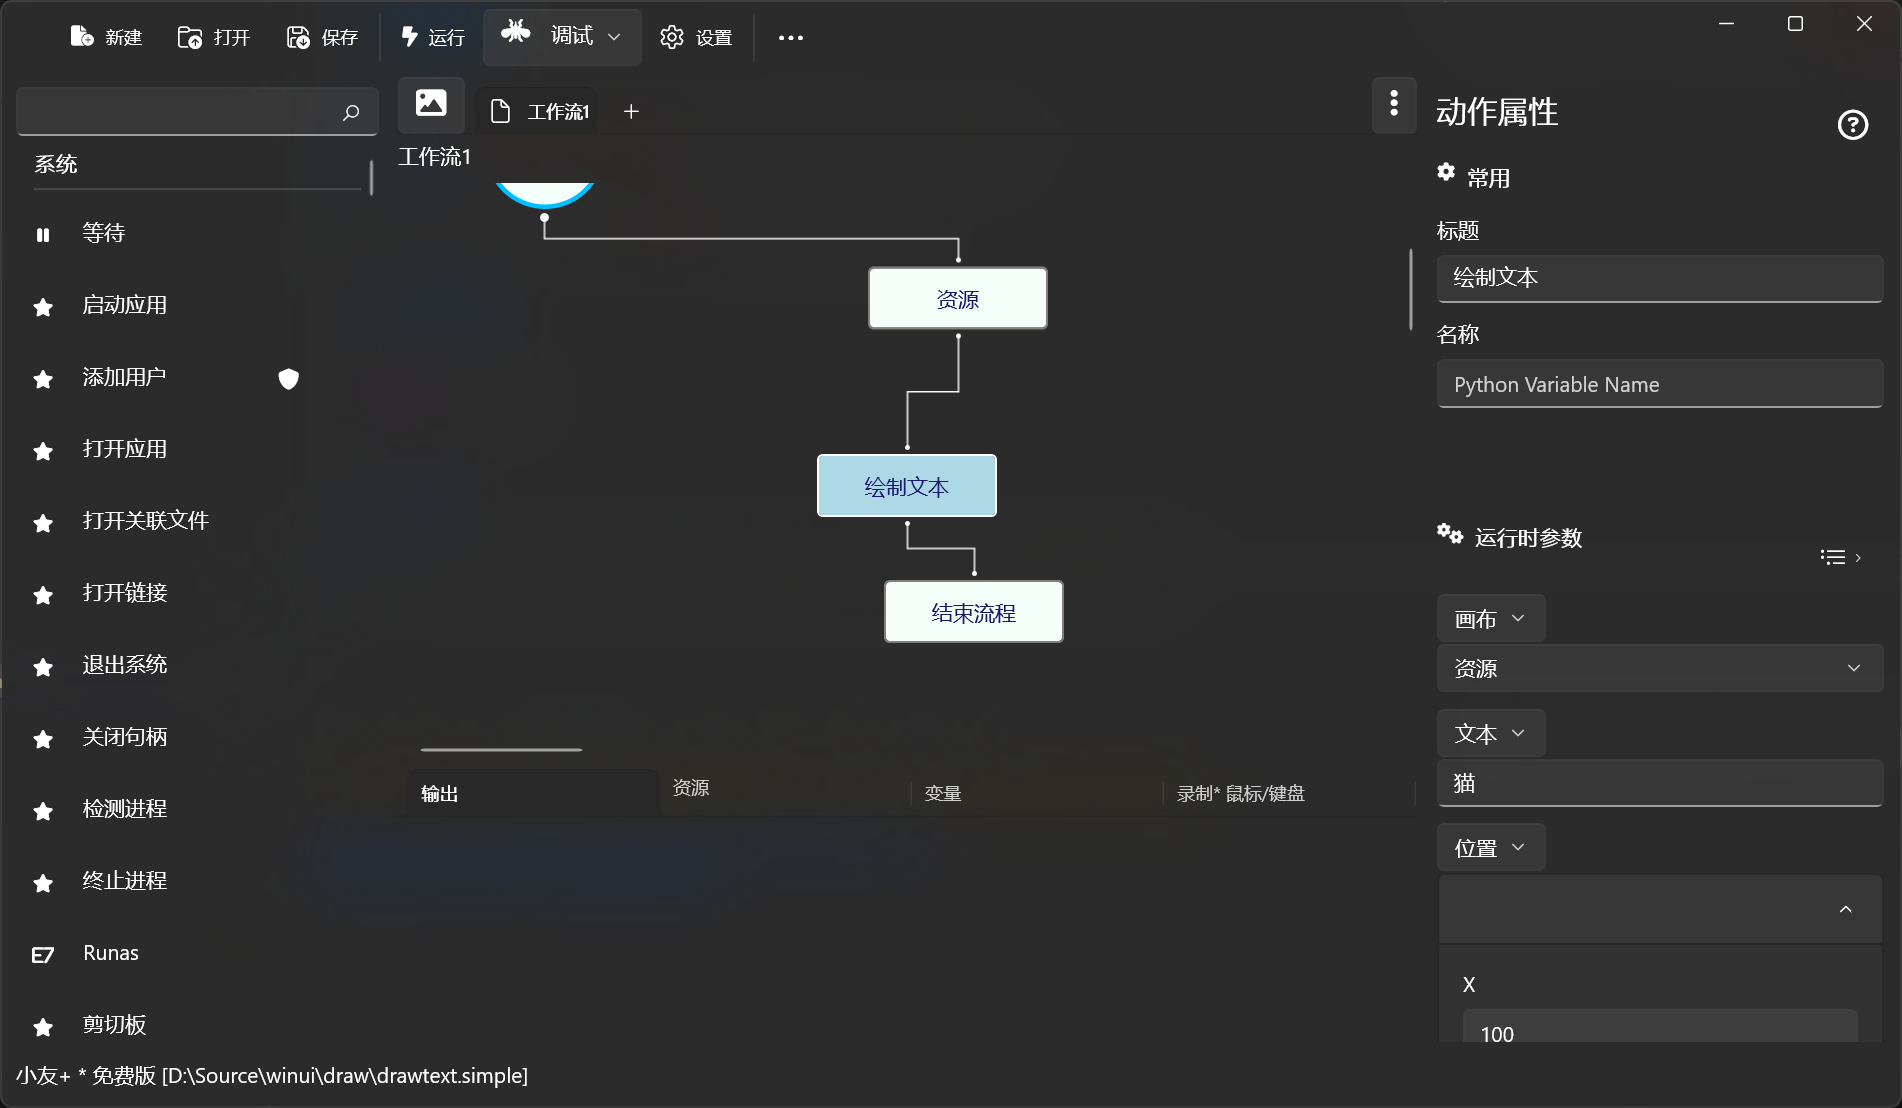 新建
打开
保存
运行
调试
设置
工作流1
动作属性
系统
工作流1
常用
标题
绘制文本
名称
Python Variable Name
等待
启动应用
添加用户
打开应用
打开关联文件
打开链接
退出系统
关闭句柄
检测进程
终止进程
Runas
剪切板
资源
绘制文本
结束流程
运行时参数
画布
资源
文本
猫
位置
X
100
输出
资源
变量
录制* 鼠标/键盘
小友+ * 免费版 [D:\Source\winui\draw\drawtext.simple]